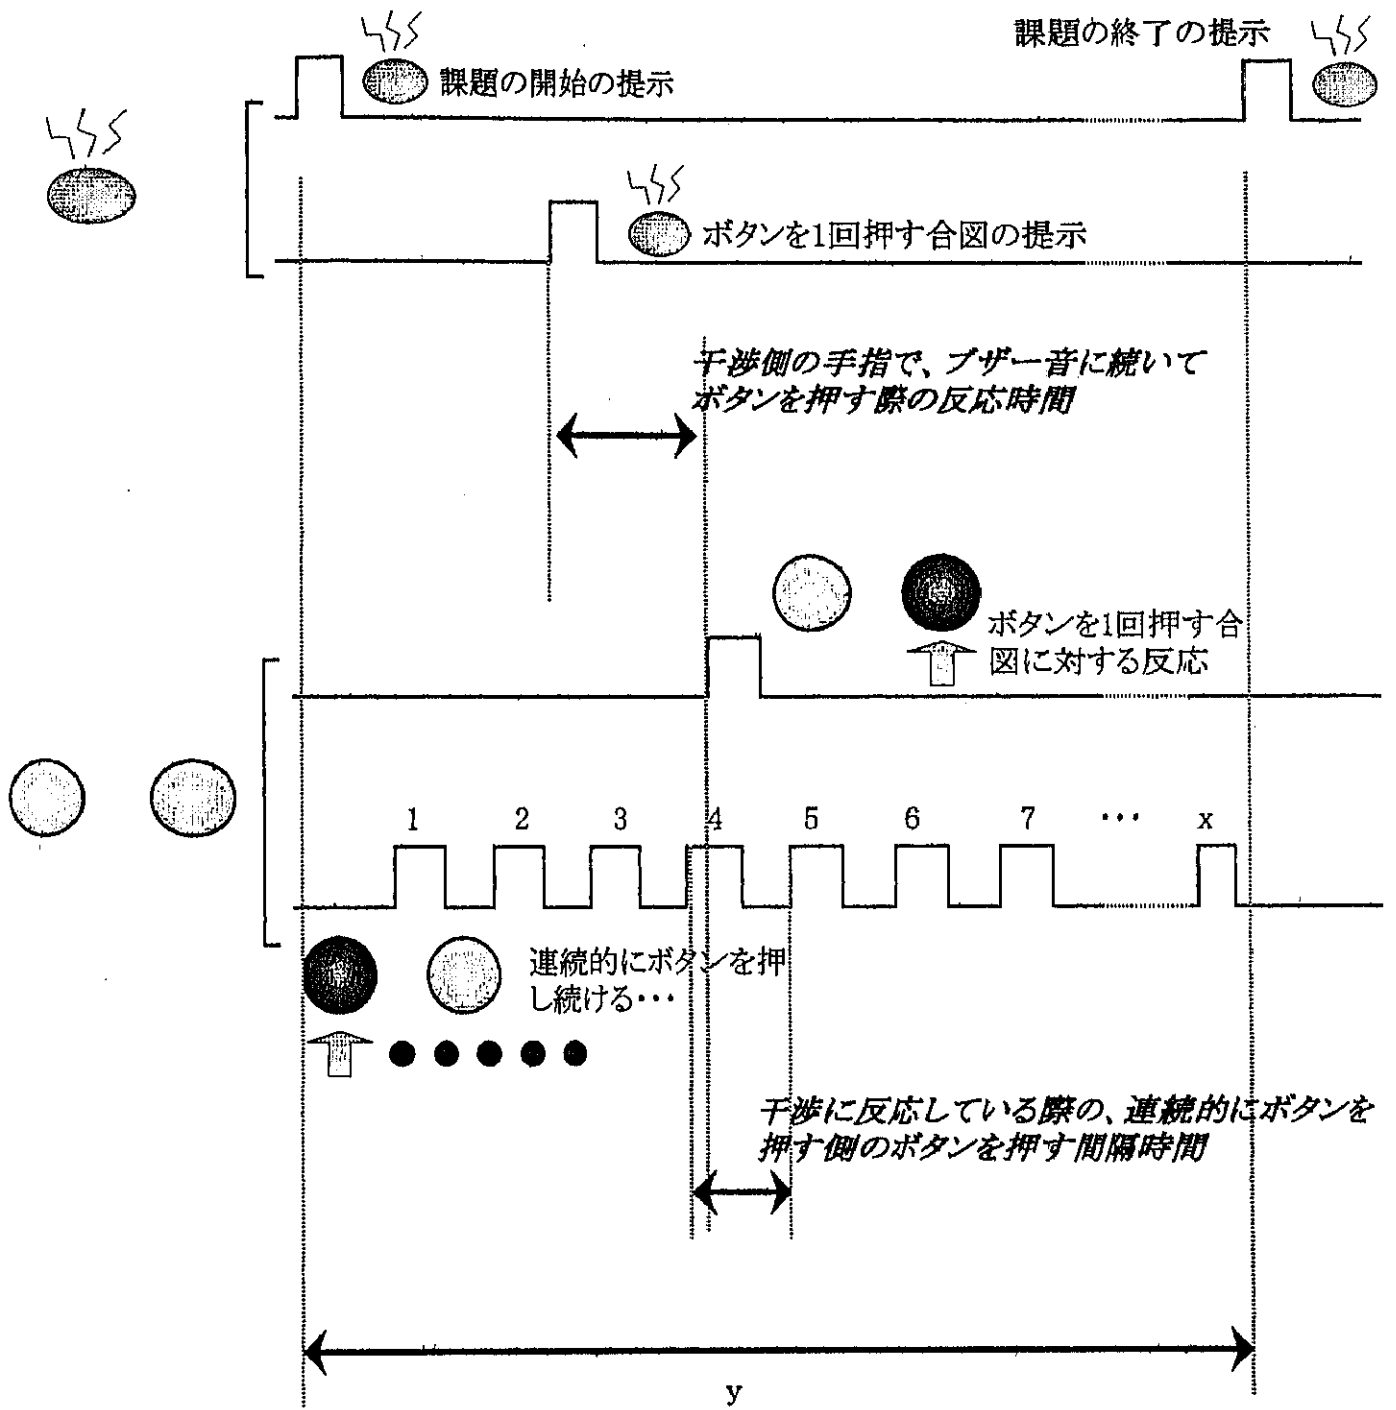 課題の終了の提示
課題の開始の提示
ボタンを1回押す合図の提示
干渉側の手指で、ブザー音に続いて
ボタンを押す際の反応時間
ボタンを1回押す合
図に対する反応
1 2 3 4 5 6 7 ・・・ x
連続的にボタンを押
し続ける・・・
干渉に反応している際の、連続的にボタンを
押す側のボタンを押す間隔時間
y